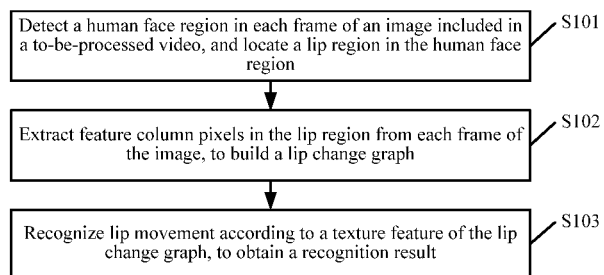 Detect a human face region in each frame of an image included in
a to-be-processed video, and locate a lip region in the human face
region
S101
Extract feature column pixels in the lip region from each frame of
the image, to build a lip change graph
S102
Recognize lip movement according to a texture feature of the lip
change graph, to obtain a recognition result
S103